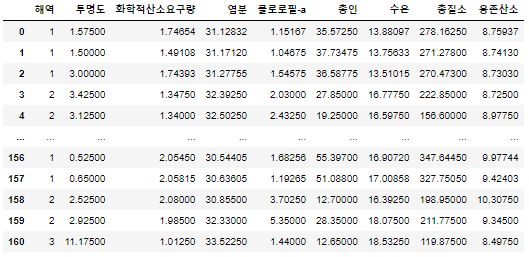 해역 투명도 화학적산소요구량 염분 클로로필-a 총인 수온 총질소 용존산소
0 1 1.57500 1.74654 31.12832 1.15167 35.57250 13.88097 278.16250 8.75937
1 1 1.50000 1.49108 31.17120 1.04675 37.73475 13.75633 271.27800 8.74130
2 1 3.00000 1.74393 31.27755 1.54575 36.58775 13.51015 270.47300 8.73030
3 2 3.42500 1.34750 32.39250 2.03000 27.85000 16.77750 222.85000 8.72500
4 2 3.12500 1.34000 32.50250 2.43250 19.25000 16.59750 156.60000 8.97750
... ... ... ... ... ... ... ... ... ...
156 1 0.52500 2.05450 30.54405 1.68256 55.39700 16.90720 347.64450 9.97744
157 1 0.65000 2.05815 30.63605 1.19265 51.08800 17.00858 327.75050 9.42403
158 2 2.52500 2.08000 30.85500 3.70250 12.70000 16.39250 198.95000 10.30750
159 2 2.92500 1.98500 32.33000 5.35000 28.35000 18.07500 211.77500 9.34500
160 3 11.17500 1.01250 33.52250 1.44000 12.65000 18.53250 119.87500 8.49750